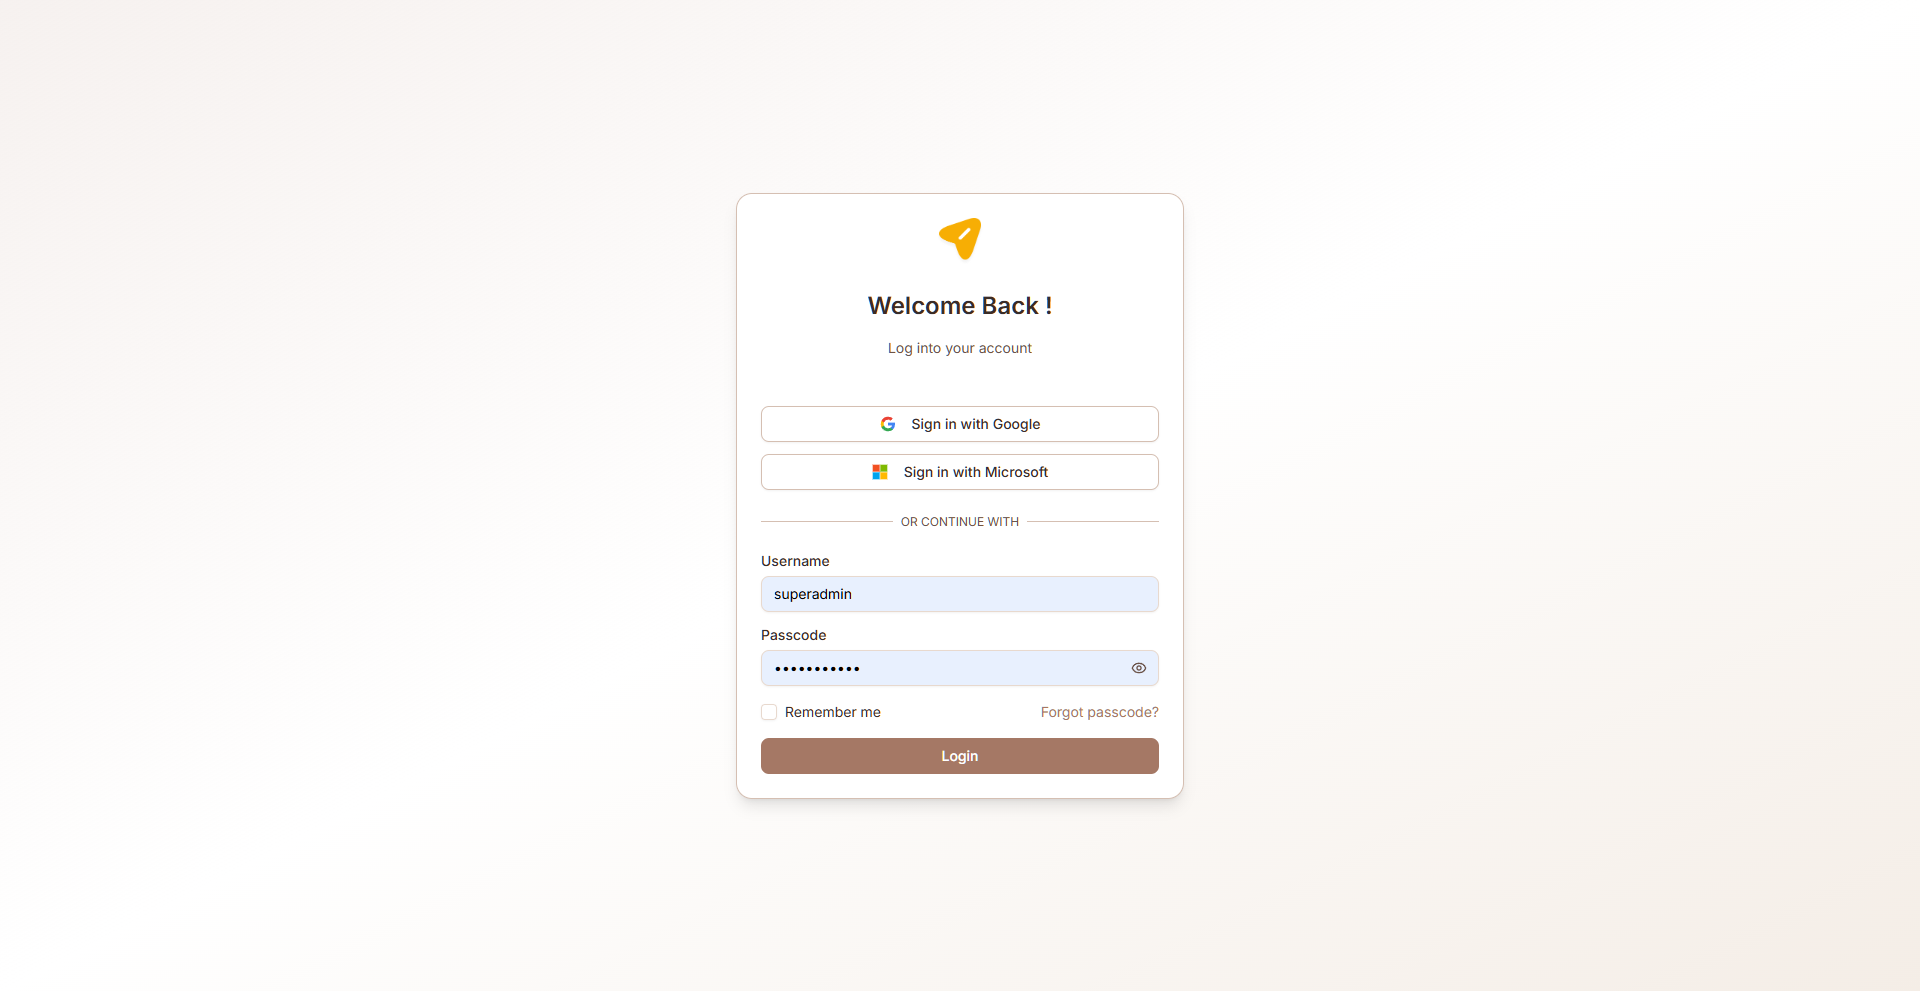 Welcome Back !
Log into your account
Sign in with Google
Sign in with Microsoft
OR CONTINUE WITH
Username
superadmin
Passcode
•••••••••••
Remember me
Forgot passcode?
Login